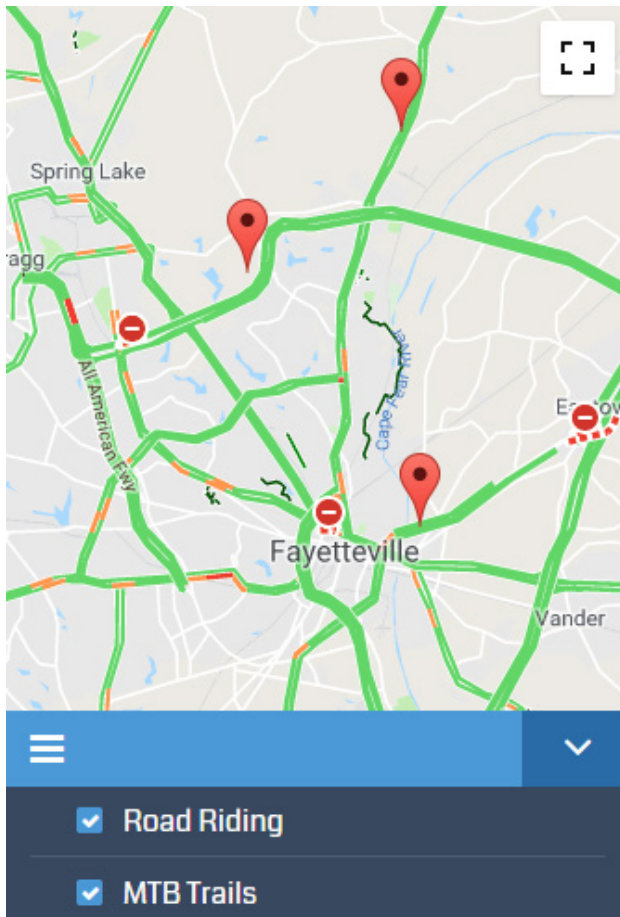 Spring Lake
ragg
All American Fwy
Cape Fear River
Fayetteville
Vander
Road Riding
MTB Trails